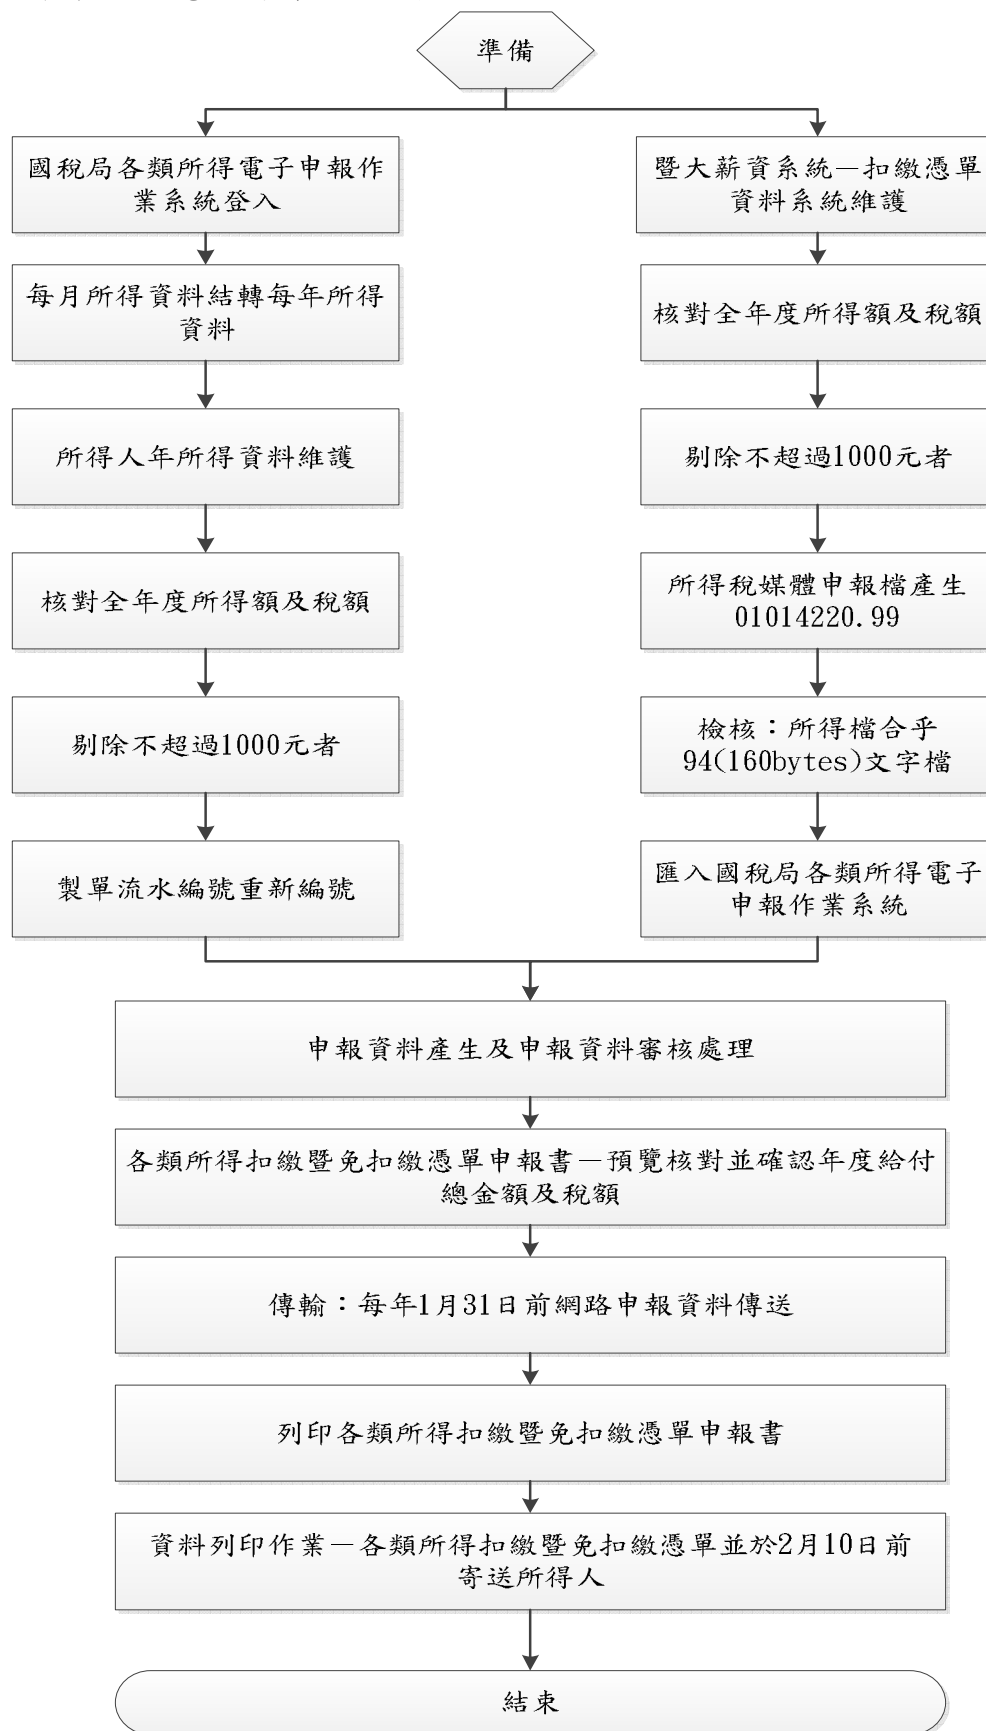 準備
國稅局各類所得電子申報作
業系統登入
每月所得資料結轉每年所得
資料
所得人年所得資料維護
核對全年度所得額及稅額
剔除不超過1000元者
製單流水編號重新編號
暨大薪資系統－扣繳憑單
資料系統維護
核對全年度所得額及稅額
剔除不超過1000元者
所得稅媒體申報檔產生
01014220.99
檢核：所得檔合乎
94(160bytes)文字檔
匯入國稅局各類所得電子
申報作業系統
申報資料產生及申報資料審核處理
各類所得扣繳暨免扣繳憑單申報書－預覽核對並確認年度給付
總金額及稅額
傳輸：每年1月31日前網路申報資料傳送
列印各類所得扣繳暨免扣繳憑單申報書
資料列印作業－各類所得扣繳暨免扣繳憑單並於2月10日前
寄送所得人
結束